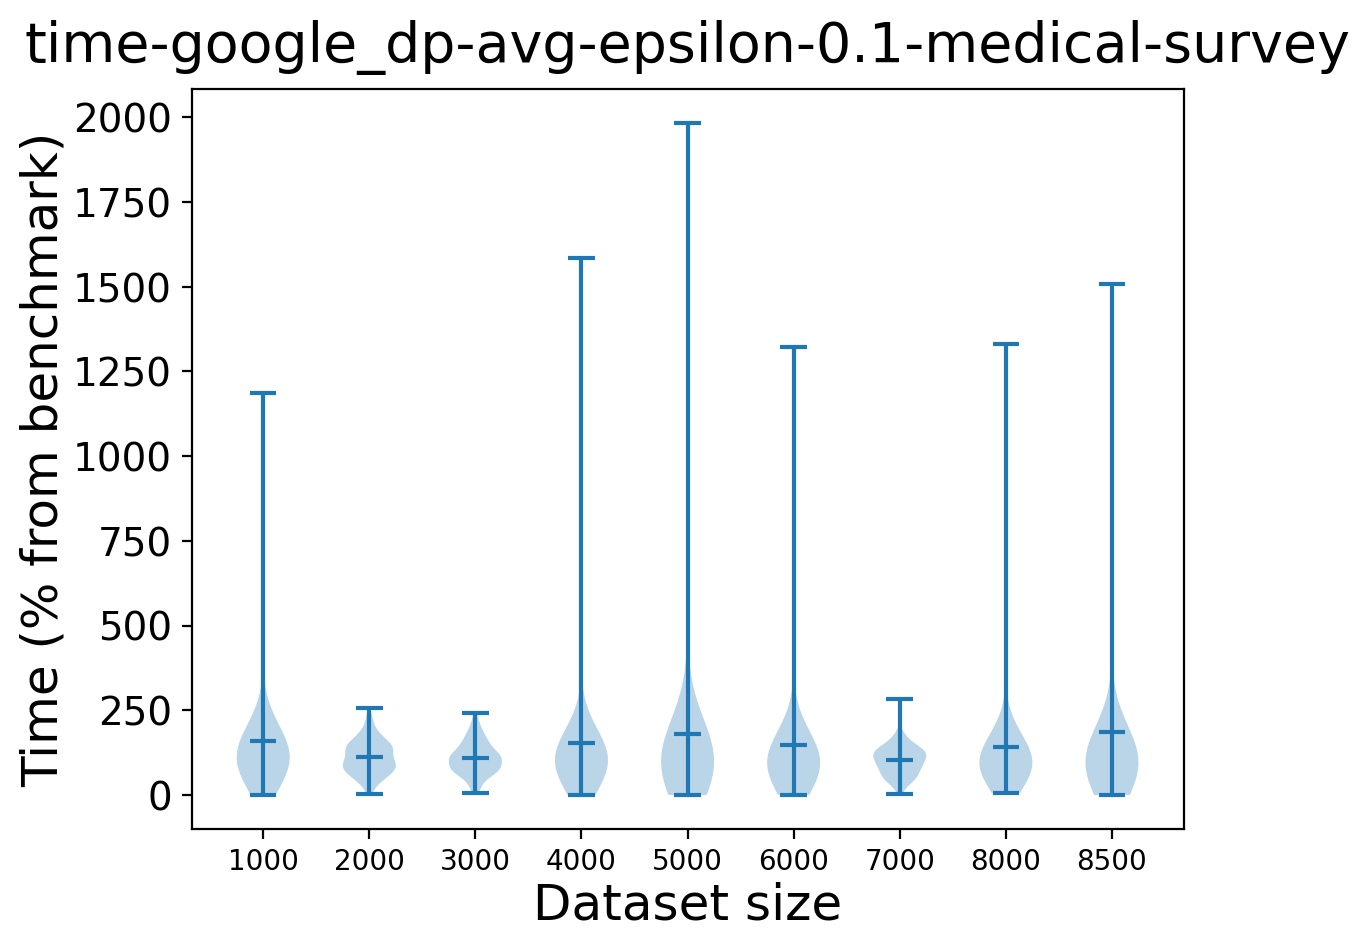 time-google_dp-avg-epsilon-0.1-medical-survey
Time (% from benchmark)
2000
1750
1500
1250
1000
750
500
250
0
1000 2000 3000 4000 5000 6000 7000 8000 8500
Dataset size